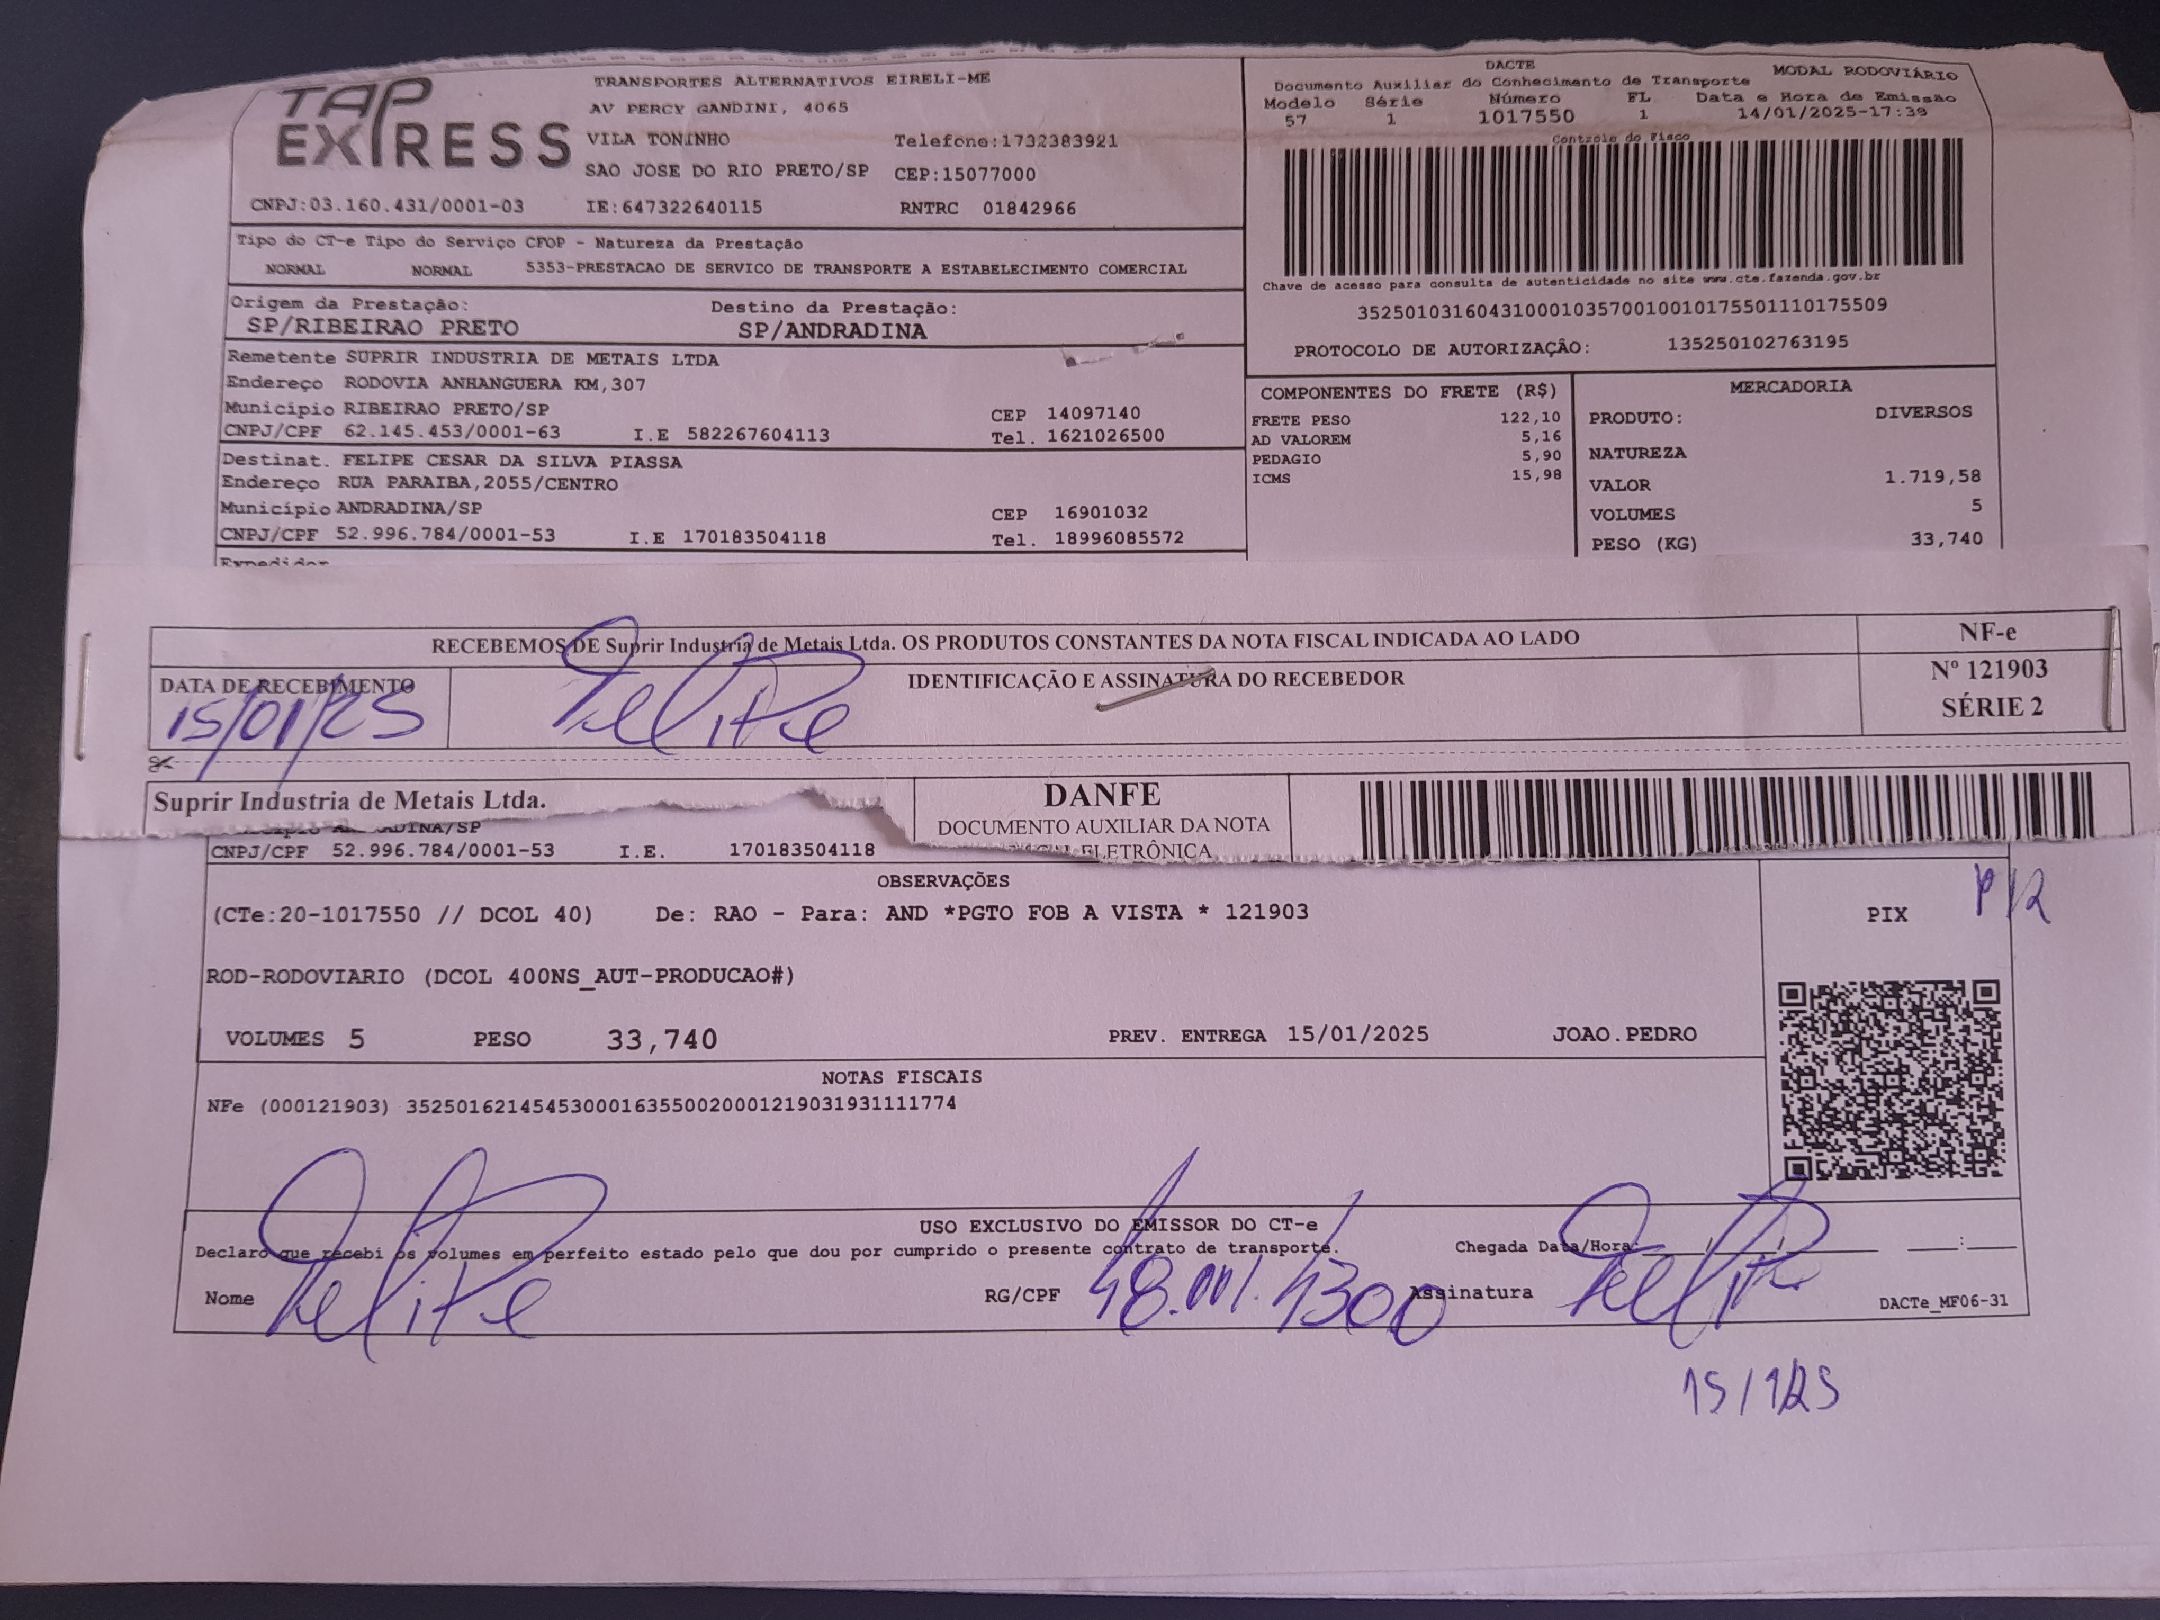 TAP EXPRESS
TRANSPORTES ALTERNATIVOS EIRELI-ME
AV PERCY GANDINI, 4065
VILA TONINHO Telefone:1732383921
SAO JOSE DO RIO PRETO/SP CEP:15077000
CNPJ:03.160.431/0001-03 IE:647322640115 RNTRC 01842966
DACTE
Documento Auxiliar do Conhecimento de Transporte MODAL RODOVIÁRIO
Modelo Série Número FL Data e Hora de Emissão
57 1 1017550 1 14/01/2025-17:39
Controle do Fisco
Chave de acesso para consulta de autenticidade no site www.cte.fazenda.gov.br
35250103160431000103570010010175501110175509
PROTOCOLO DE AUTORIZAÇÃO: 135250102763195
Tipo do CT-e Tipo do Serviço CFOP - Natureza da Prestação
NORMAL NORMAL 5353-PRESTACAO DE SERVICO DE TRANSPORTE A ESTABELECIMENTO COMERCIAL
Origem da Prestação: Destino da Prestação:
SP/RIBEIRAO PRETO SP/ANDRADINA
Remetente SUPRIR INDUSTRIA DE METAIS LTDA
Endereço RODOVIA ANHANGUERA KM,307
Município RIBEIRAO PRETO/SP CEP 14097140
CNPJ/CPF 62.145.453/0001-63 I.E 582267604113 Tel. 1621026500
Destinat. FELIPE CESAR DA SILVA PIASSA
Endereço RUA PARAIBA,2055/CENTRO
Município ANDRADINA/SP CEP 16901032
CNPJ/CPF 52.996.784/0001-53 I.E 170183504118 Tel. 18996085572
Expedidor
COMPONENTES DO FRETE (R$)
FRETE PESO 122,10
AD VALOREM 5,16
PEDAGIO 5,90
ICMS 15,98
MERCADORIA
PRODUTO: DIVERSOS
NATUREZA
VALOR 1.719,58
VOLUMES 5
PESO (KG) 33,740
RECEBEMOS DE Suprir Industria de Metais Ltda. OS PRODUTOS CONSTANTES DA NOTA FISCAL INDICADA AO LADO
NF-e
Nº 121903
SÉRIE 2
DATA DE RECEBIMENTO IDENTIFICAÇÃO E ASSINATURA DO RECEBEDOR
15/01/25 Felipe
Suprir Industria de Metais Ltda. DANFE
DOCUMENTO AUXILIAR DA NOTA
ELETRÔNICA
CNPJ/CPF 52.996.784/0001-53 I.E. 170183504118
OBSERVAÇÕES
(CTe:20-1017550 // DCOL 40) De: RAO - Para: AND *PGTO FOB A VISTA * 121903
PIX
ROD-RODOVIARIO (DCOL 400NS_AUT-PRODUCAO#)
VOLUMES 5 PESO 33,740 PREV. ENTREGA 15/01/2025 JOAO.PEDRO
NOTAS FISCAIS
NFe (000121903) 35250162145453000163550020001219031931111774
USO EXCLUSIVO DO EMISSOR DO CT-e
Declaro que recebi os volumes em perfeito estado pelo que dou por cumprido o presente contrato de transporte. Chegada Data/Hora:
Nome Felipe RG/CPF Assinatura Felipe DACTe_MF06-31
15/1/25